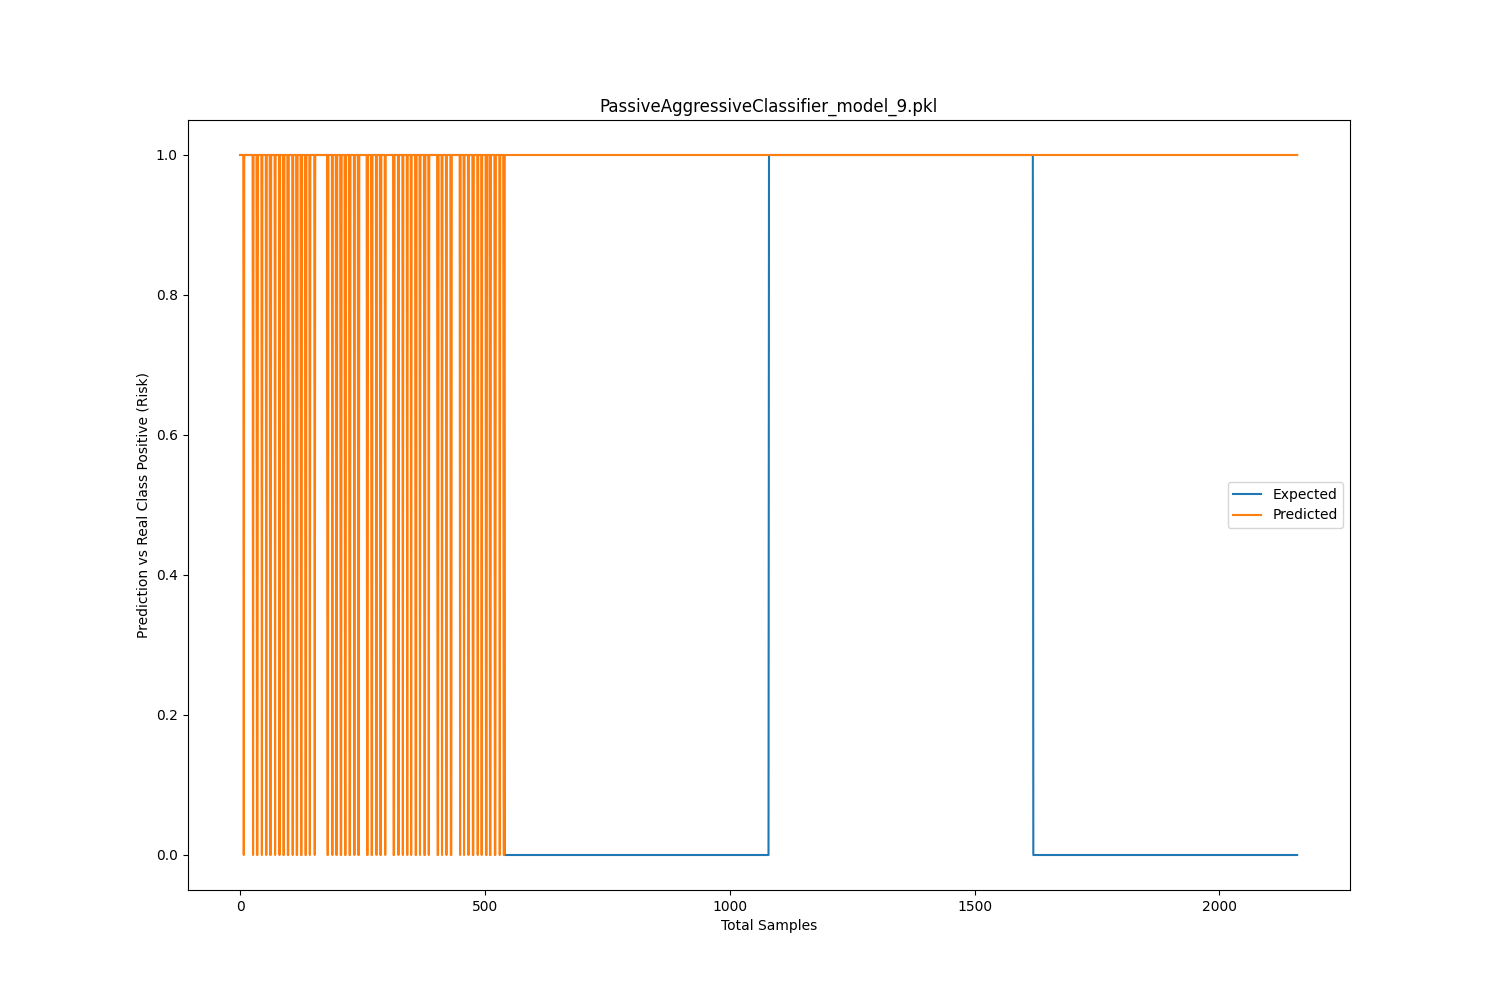 PassiveAggressiveClassifier_model_9.pkl
1.0
0.8
0.6
0.4
0.2
0.0
Prediction vs Real Class Positive (Risk)
Expected
Predicted
0
500
1000
1500
2000
Total Samples